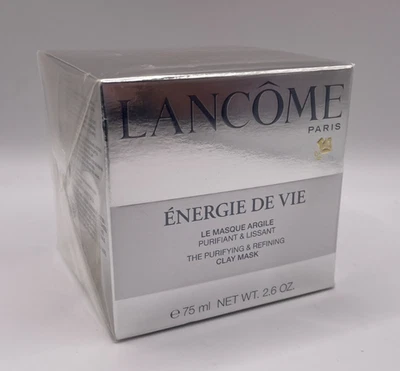 LANCÔME
PARIS
ÉNERGIE DE VIE
LE MASQUE ARGILE
PURIFIANT & LISSANT
THE PURIFYING & REFINING
CLAY MASK
℮ 75 ml NET WT. 2.6 OZ.